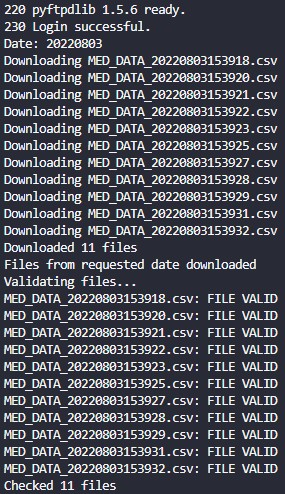 220 pyftpdlib 1.5.6 ready.
230 Login successful.
Date: 20220803
Downloading MED_DATA_20220803153918.csv
Downloading MED_DATA_20220803153920.csv
Downloading MED_DATA_20220803153921.csv
Downloading MED_DATA_20220803153922.csv
Downloading MED_DATA_20220803153923.csv
Downloading MED_DATA_20220803153925.csv
Downloading MED_DATA_20220803153927.csv
Downloading MED_DATA_20220803153928.csv
Downloading MED_DATA_20220803153929.csv
Downloading MED_DATA_20220803153931.csv
Downloading MED_DATA_20220803153932.csv
Downloaded 11 files
Files from requested date downloaded
Validating files...
MED_DATA_20220803153918.csv: FILE VALID
MED_DATA_20220803153920.csv: FILE VALID
MED_DATA_20220803153921.csv: FILE VALID
MED_DATA_20220803153922.csv: FILE VALID
MED_DATA_20220803153923.csv: FILE VALID
MED_DATA_20220803153925.csv: FILE VALID
MED_DATA_20220803153927.csv: FILE VALID
MED_DATA_20220803153928.csv: FILE VALID
MED_DATA_20220803153929.csv: FILE VALID
MED_DATA_20220803153931.csv: FILE VALID
MED_DATA_20220803153932.csv: FILE VALID
Checked 11 files